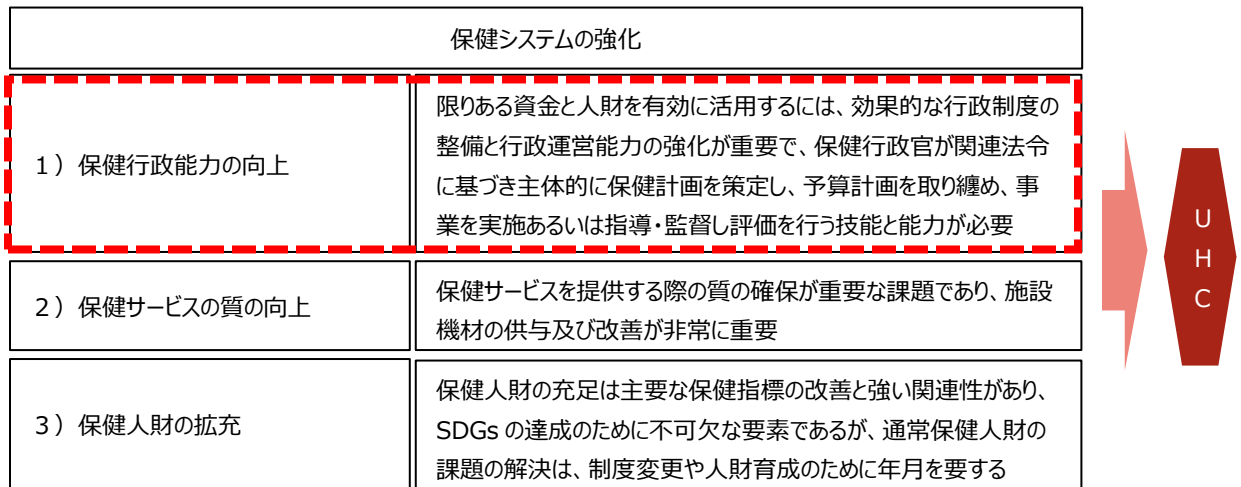 保健システムの強化
1）保健行政能力の向上
限りある資金と人財を有効に活用するには、効果的な行政制度の
整備と行政運営能力の強化が重要で、保健行政官が関連法令
に基づき主体的に保健計画を策定し、予算計画を取り纏め、事
業を実施あるいは指導・監督し評価を行う技能と能力が必要
2）保健サービスの質の向上
保健サービスを提供する際の質の確保が重要な課題であり、施設
機材の供与及び改善が非常に重要
3）保健人財の拡充
保健人財の充足は主要な保健指標の改善と強い関連性があり、
SDGs の達成のために不可欠な要素であるが、通常保健人財の
課題の解決は、制度変更や人財育成のために年月を要する
U
H
C